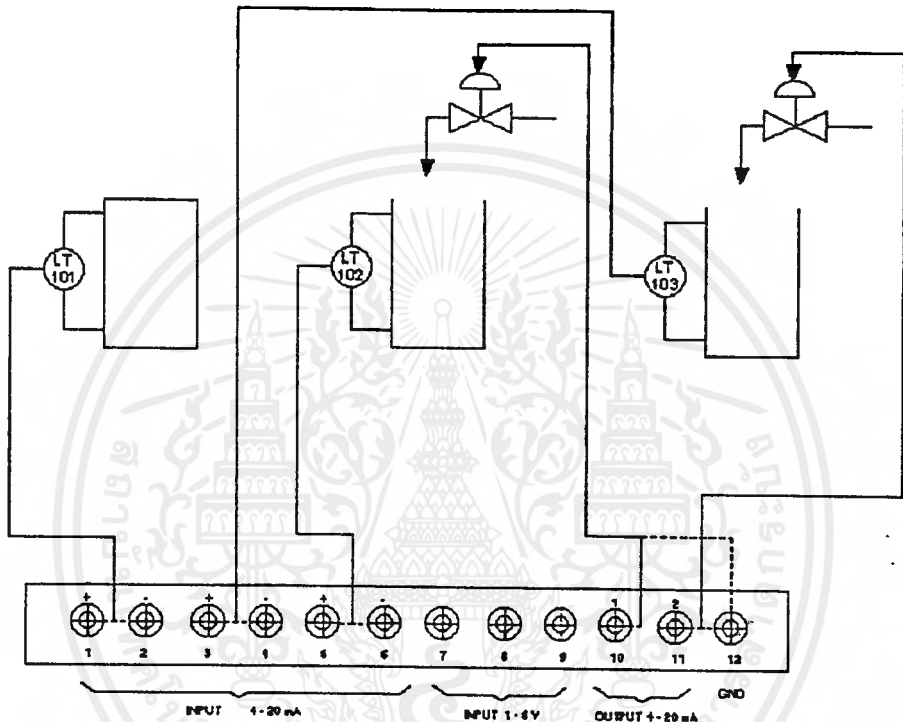 LT
101
LT
102
LT
103
+ - + - + - 1 2
1 2 3 4 5 6 7 8 9 10 11 12
INPUT 4-20 mA
INPUT 1-5 V
OUTPUT 4-20 mA
GND